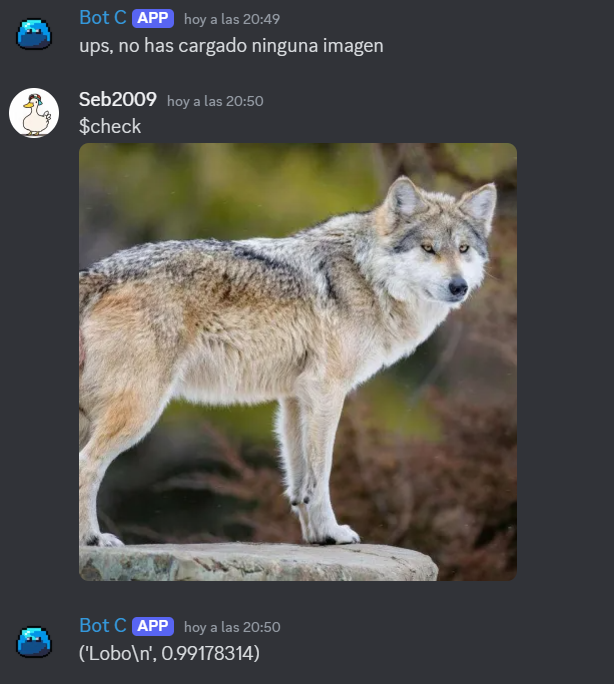 Bot C APP hoy a las 20:49
ups, no has cargado ninguna imagen
Seb2009 hoy a las 20:50
$check
Bot C APP hoy a las 20:50
('Lobo\n', 0.99178314)